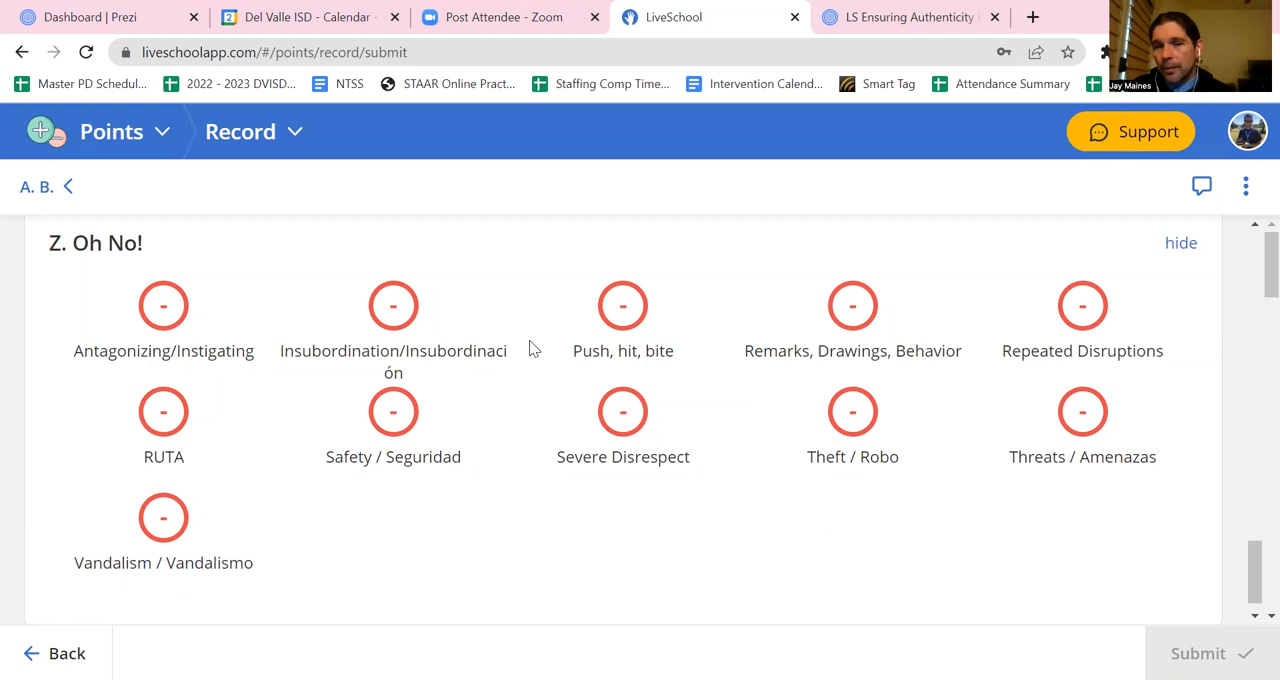 Dashboard | Prezi
Del Valle ISD - Calendar -
Post Attendee - Zoom
LiveSchool
LS Ensuring Authenticity
liveschoolapp.com/#/points/record/submit
Master PD Schedul...
2022 - 2023 DVISD...
NTSS
STAAR Online Practi...
Staffing Comp Time...
Intervention Calend...
Smart Tag
Attendance Summary
Jay Maines
Points
Record
Support
A. B.
Z. Oh No!
hide
Antagonizing/Instigating
Insubordination/Insubordinaci
ón
Push, hit, bite
Remarks, Drawings, Behavior
Repeated Disruptions
RUTA
Safety / Seguridad
Severe Disrespect
Theft / Robo
Threats / Amenazas
Vandalism / Vandalismo
Back
Submit